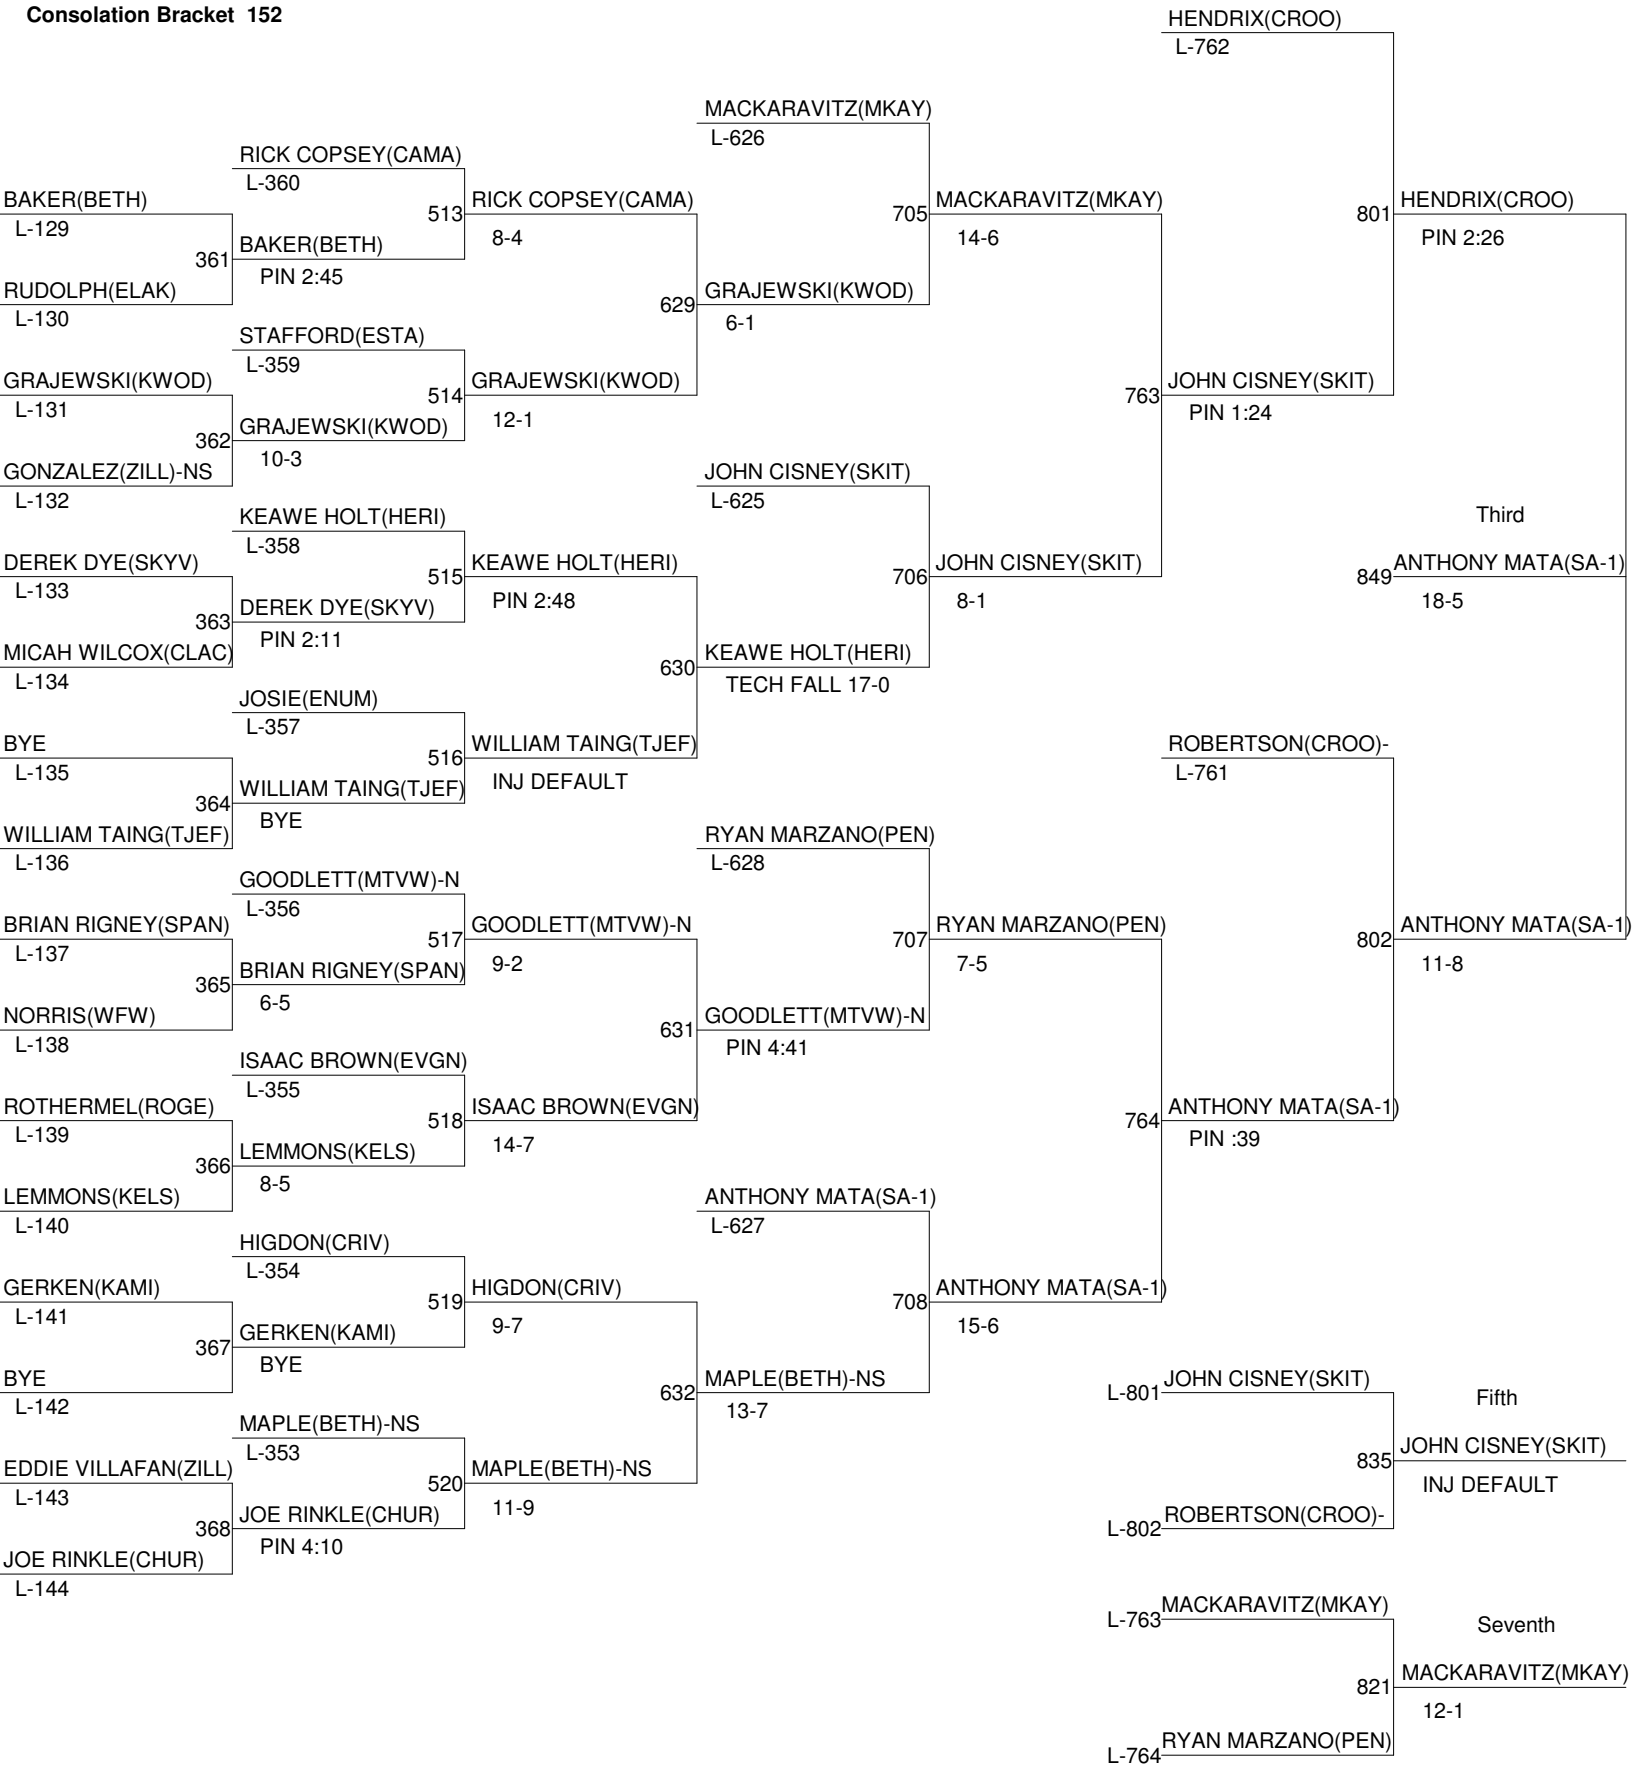 Consolation Bracket 152
HENDRIX(CROO)
L-762
MACKARAVITZ(MKAY)
L-626
RICK COPSEY(CAMA)
L-360
BAKER(BETH)
L-129
513
RICK COPSEY(CAMA)
8-4
705
MACKARAVITZ(MKAY)
14-6
801
HENDRIX(CROO)
PIN 2:26
361
BAKER(BETH)
PIN 2:45
RUDOLPH(ELAK)
L-130
629
GRAJEWSKI(KWOD)
6-1
STAFFORD(ESTA)
L-359
GRAJEWSKI(KWOD)
L-131
514
GRAJEWSKI(KWOD)
12-1
763
JOHN CISNEY(SKIT)
PIN 1:24
362
GRAJEWSKI(KWOD)
10-3
GONZALEZ(ZILL)-NS
L-132
JOHN CISNEY(SKIT)
L-625
KEAWE HOLT(HERI)
L-358
Third
DEREK DYE(SKYV)
L-133
515
KEAWE HOLT(HERI)
PIN 2:48
706
JOHN CISNEY(SKIT)
8-1
849
ANTHONY MATA(SA-1)
18-5
363
DEREK DYE(SKYV)
PIN 2:11
MICAH WILCOX(CLAC)
L-134
630
KEAWE HOLT(HERI)
TECH FALL 17-0
JOSIE(ENUM)
L-357
BYE
L-135
516
WILLIAM TAING(TJEF)
INJ DEFAULT
ROBERTSON(CROO)-
L-761
364
WILLIAM TAING(TJEF)
BYE
WILLIAM TAING(TJEF)
L-136
RYAN MARZANO(PEN)
L-628
GOODLETT(MTVW)-N
L-356
BRIAN RIGNEY(SPAN)
L-137
517
GOODLETT(MTVW)-N
9-2
707
RYAN MARZANO(PEN)
7-5
802
ANTHONY MATA(SA-1)
11-8
365
BRIAN RIGNEY(SPAN)
6-5
NORRIS(WFW)
L-138
631
GOODLETT(MTVW)-N
PIN 4:41
ISAAC BROWN(EVGN)
L-355
ROTHERMEL(ROGE)
L-139
518
ISAAC BROWN(EVGN)
14-7
764
ANTHONY MATA(SA-1)
PIN :39
366
LEMMONS(KELS)
8-5
LEMMONS(KELS)
L-140
ANTHONY MATA(SA-1)
L-627
HIGDON(CRIV)
L-354
GERKEN(KAMI)
L-141
519
HIGDON(CRIV)
9-7
708
ANTHONY MATA(SA-1)
15-6
367
GERKEN(KAMI)
BYE
BYE
L-142
632
MAPLE(BETH)-NS
13-7
L-801
JOHN CISNEY(SKIT)
Fifth
MAPLE(BETH)-NS
L-353
835
JOHN CISNEY(SKIT)
INJ DEFAULT
EDDIE VILLAFAN(ZILL)
L-143
520
MAPLE(BETH)-NS
11-9
368
JOE RINKLE(CHUR)
PIN 4:10
L-802
ROBERTSON(CROO)-
JOE RINKLE(CHUR)
L-144
L-763
MACKARAVITZ(MKAY)
Seventh
821
MACKARAVITZ(MKAY)
12-1
L-764
RYAN MARZANO(PEN)